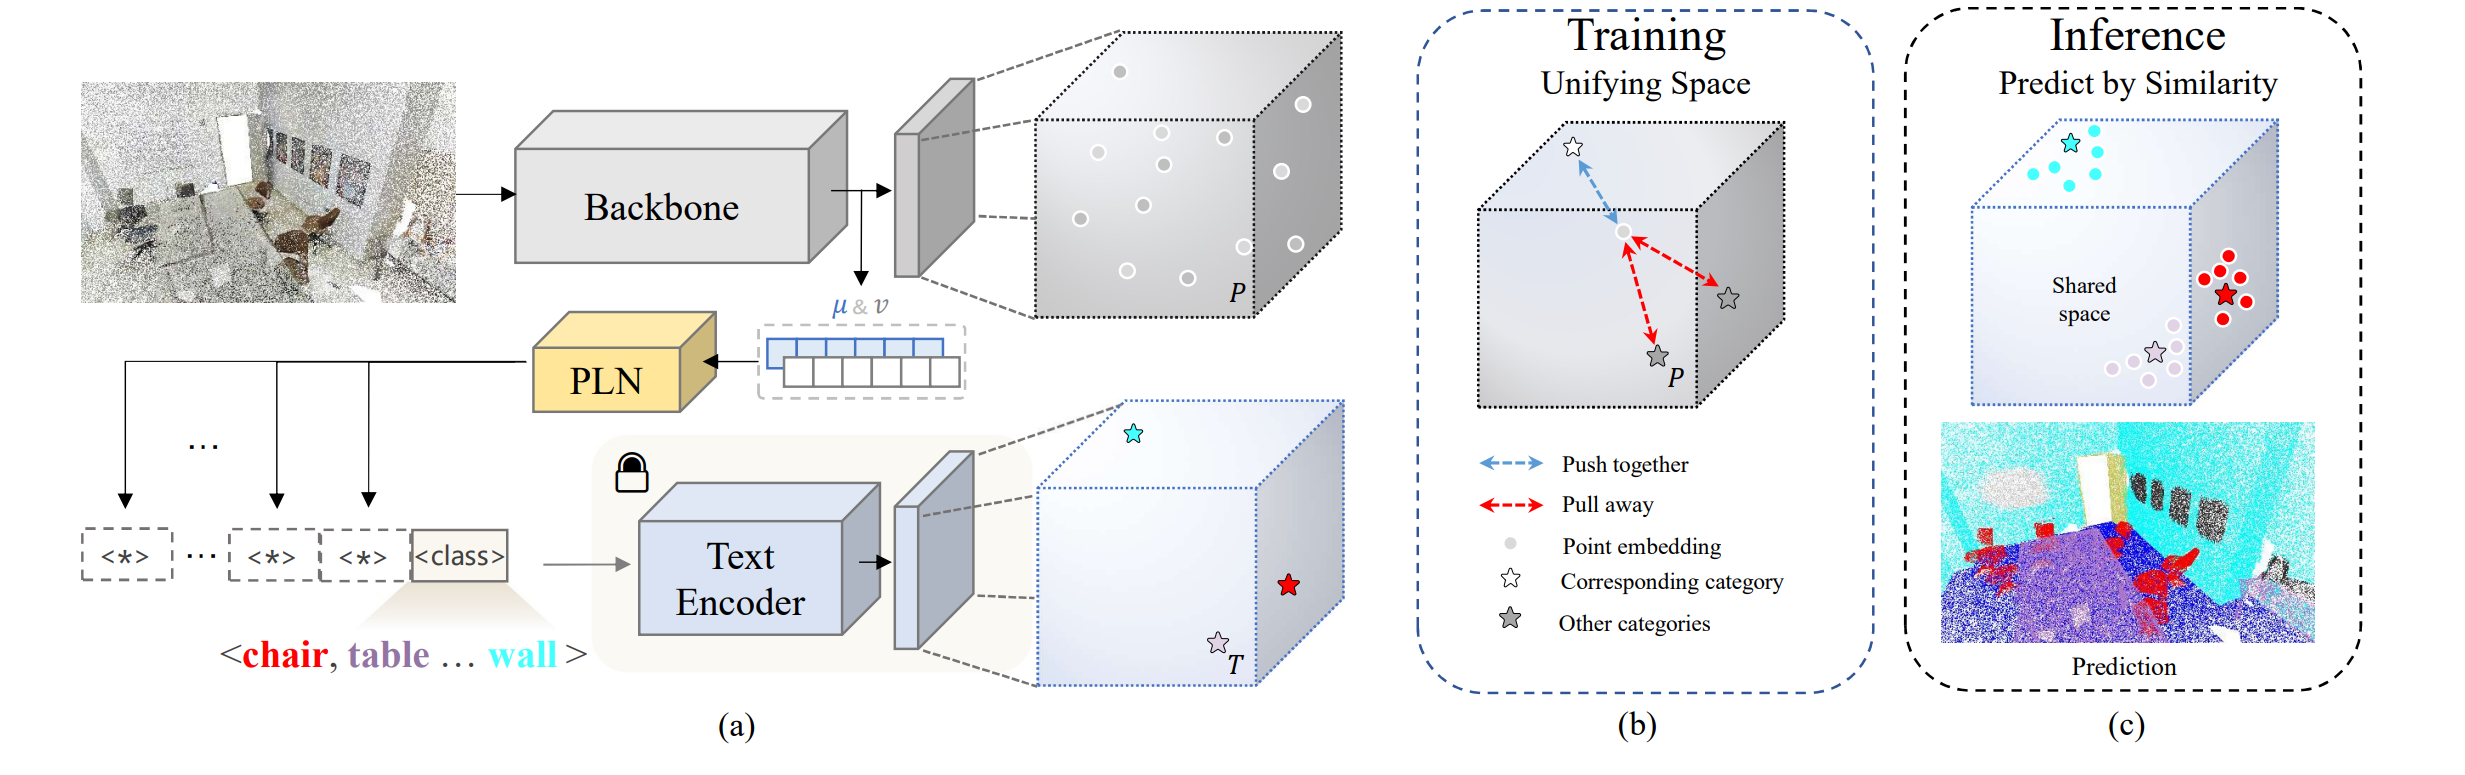 Backbone
P
μ & ν
PLN
...
<*> ... <*> <*> <class>
<chair, table ... wall >
Text
Encoder
T
(a)
Training
Unifying Space
P
Push together
Pull away
Point embedding
Corresponding category
Other categories
(b)
Inference
Predict by Similarity
Shared
space
Prediction
(c)